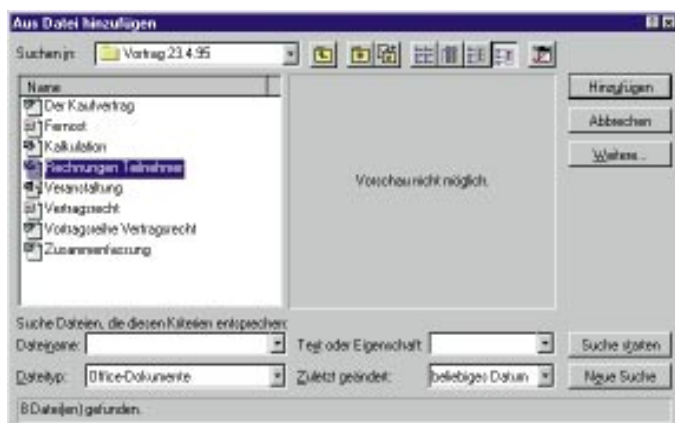 Aus Datei hinzufügen
Suchen in: Vortrag 23.4.95
Name
Der Kaufvertrag
Fernost
Kalkulation
Rechnungen Teilnehmer
Veranstaltung
Vertragsrecht
Vortragsreihe Vertragsrecht
Zusammenfassung
Vorschau nicht möglich.
Hinzufügen
Abbrechen
Weitere...
Suche Dateien, die diesen Kriterien entsprechen:
Dateiname: Text oder Eigenschaft: Suche starten
Dateityp: Office-Dokumente Zuletzt geändert: beliebiges Datum Neue Suche
8 Datei(en) gefunden.